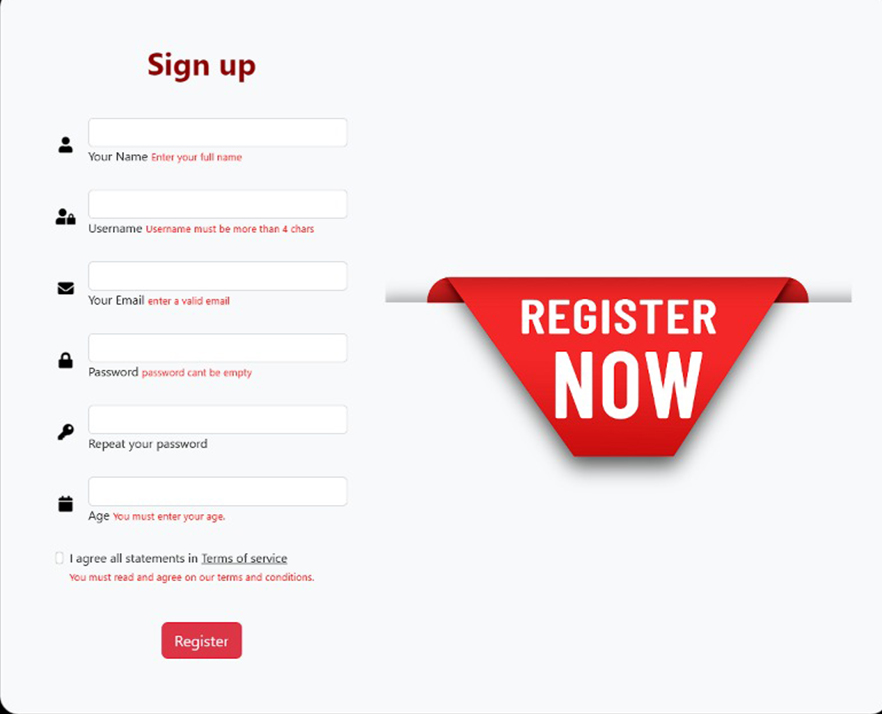 Sign up
Your Name Enter your full name
Username Username must be more than 4 chars
Your Email enter a valid email
Password password cant be empty
Repeat your password
Age You must enter your age.
I agree all statements in Terms of service
You must read and agree on our terms and conditions.
Register
REGISTER
NOW